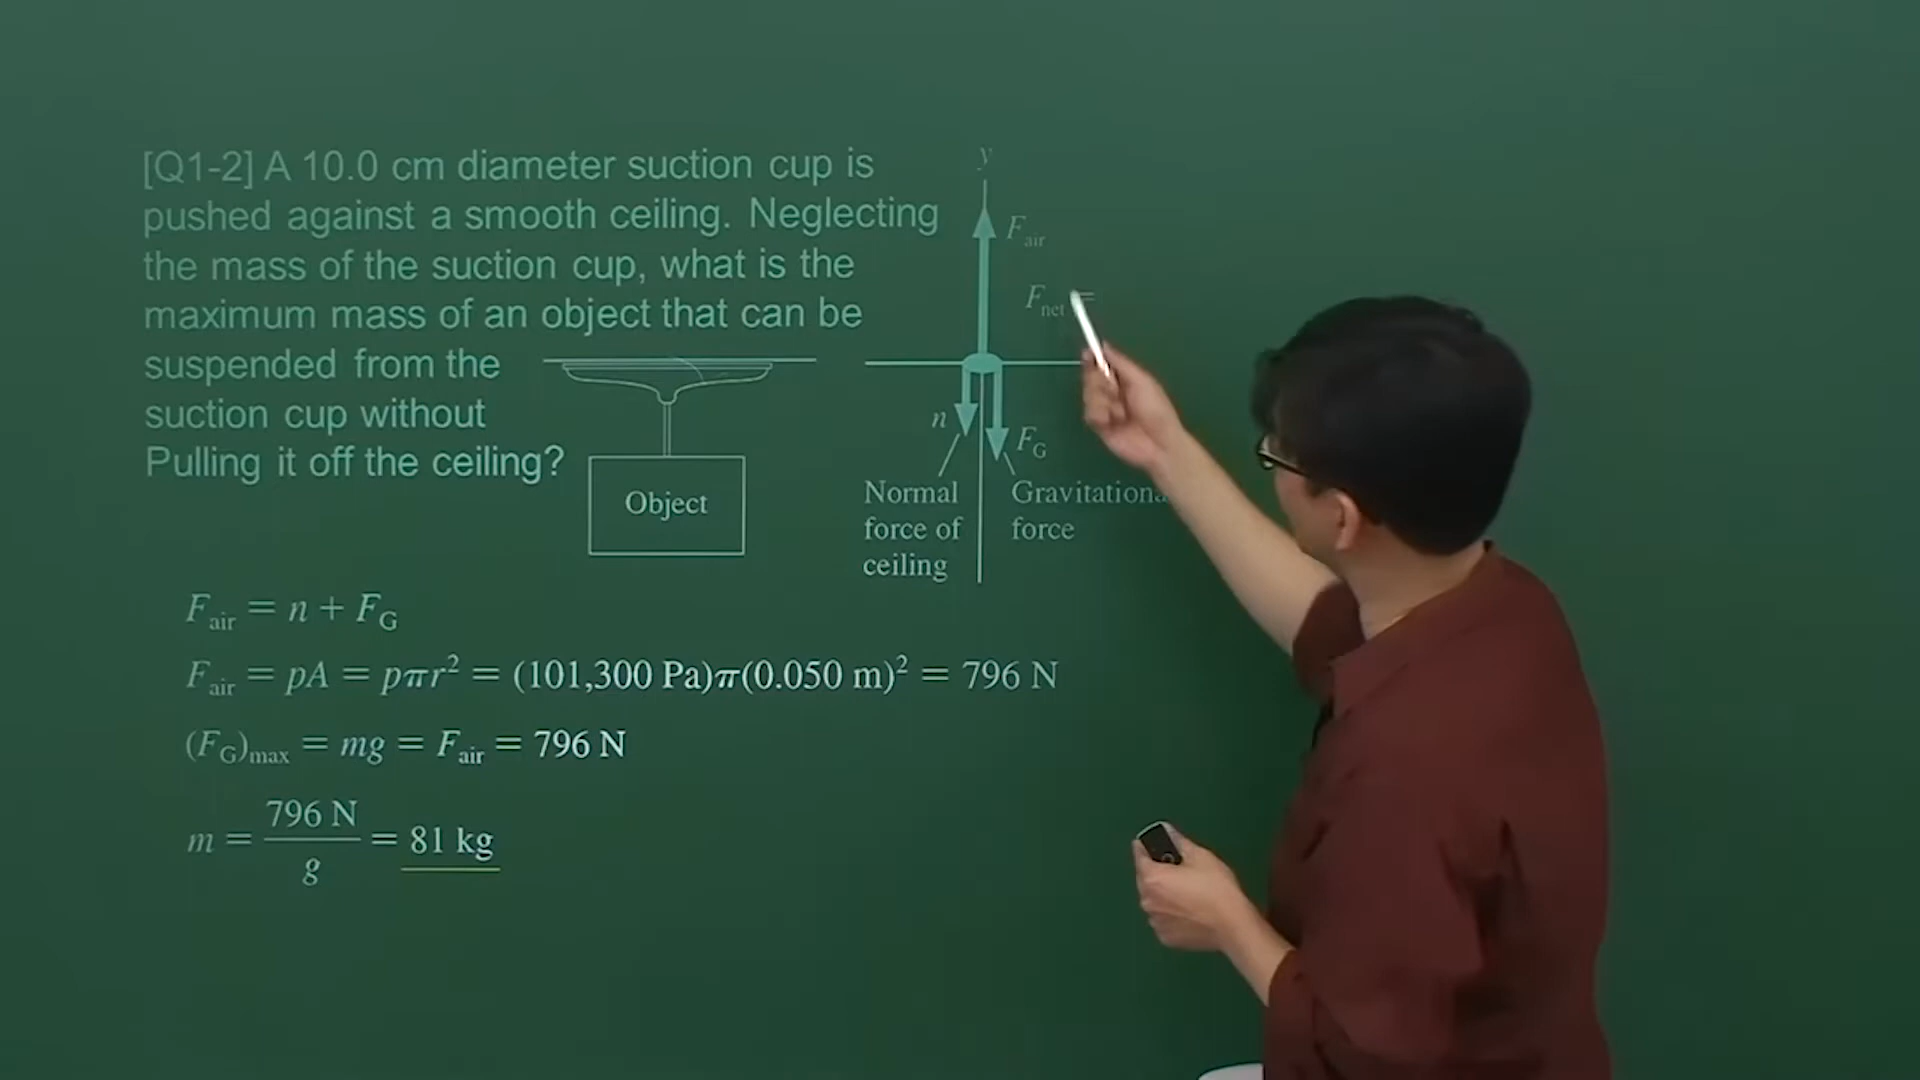 [Q1-2] A 10.0 cm diameter suction cup is
pushed against a smooth ceiling. Neglecting
the mass of the suction cup, what is the
maximum mass of an object that can be
suspended from the
suction cup without
Pulling it off the ceiling?
Object
y
F_air
F_net =
n
F_G
Normal
force of
ceiling
Gravitationa
force
F_air = n + F_G
F_air = pA = pπr² = (101,300 Pa)π(0.050 m)² = 796 N
(F_G)_max = mg = F_air = 796 N
m = 796 N / g = 81 kg